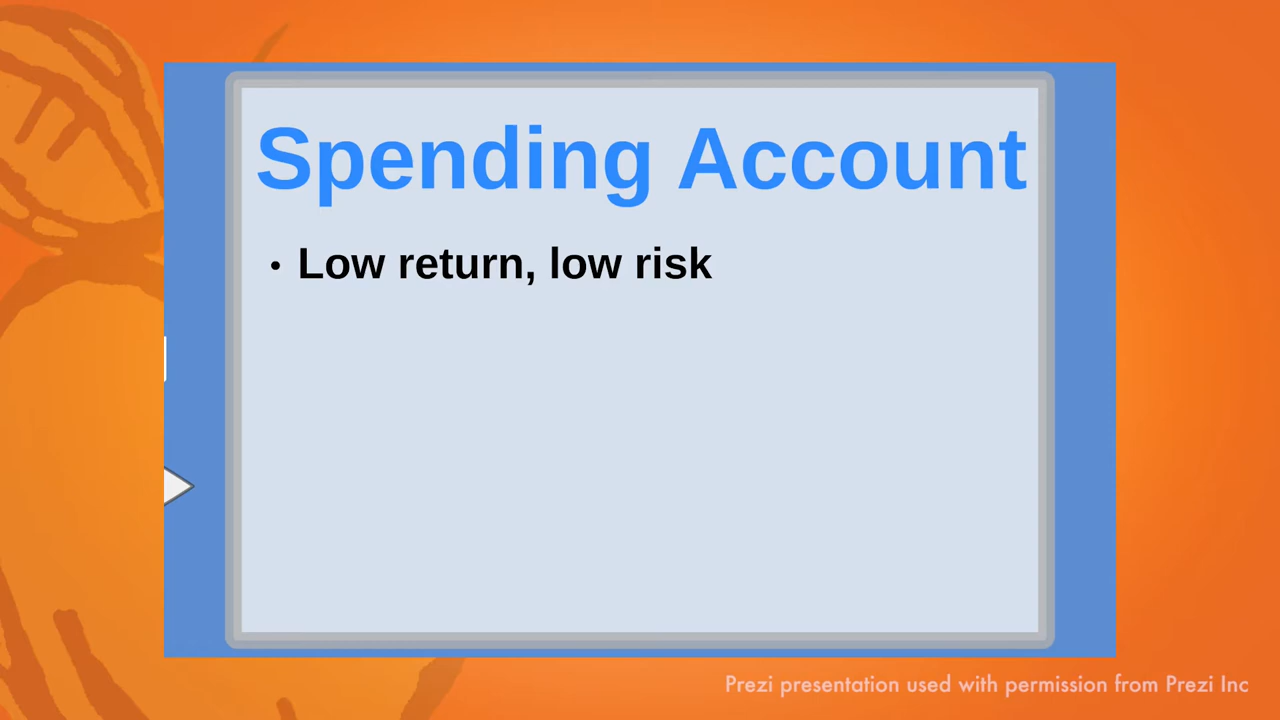 Spending Account
• Low return, low risk
Prezi presentation used with permission from Prezi Inc